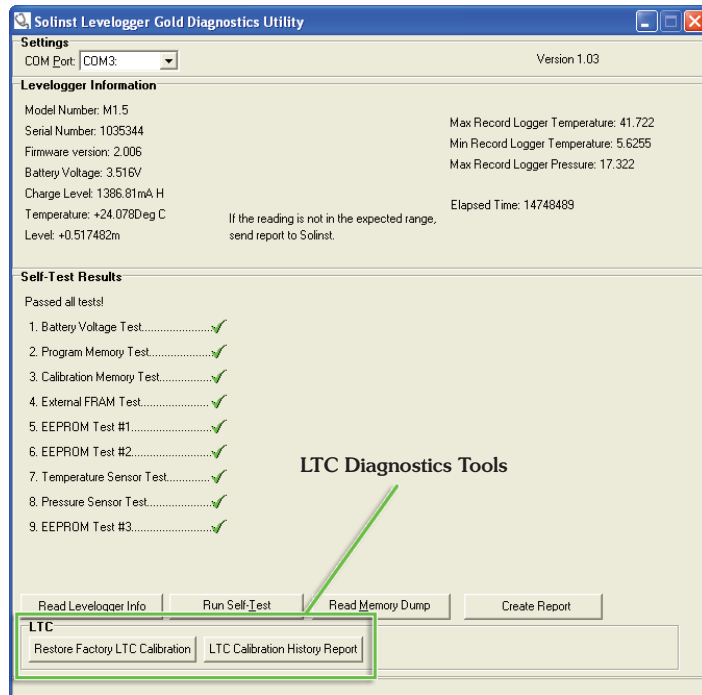 Solinst Levelogger Gold Diagnostics Utility
Settings
COM Port: COM3:
Version 1.03
Levelogger Information
Model Number: M1.5
Serial Number: 1035344
Firmware version: 2.006
Battery Voltage: 3.516V
Charge Level: 1386.81mA H
Temperature: +24.078Deg C
Level: +0.517482m
If the reading is not in the expected range,
send report to Solinst.
Max Record Logger Temperature: 41.722
Min Record Logger Temperature: 5.6255
Max Record Logger Pressure: 17.322
Elapsed Time: 14748489
Self-Test Results
Passed all tests!
1. Battery Voltage Test......................
2. Program Memory Test....................
3. Calibration Memory Test.................
4. External FRAM Test.......................
5. EEPROM Test #1..........................
6. EEPROM Test #2..........................
7. Temperature Sensor Test..............
8. Pressure Sensor Test....................
9. EEPROM Test #3..........................
LTC Diagnostics Tools
Read Levelogger Info
Run Self-Test
Read Memory Dump
Create Report
LTC
Restore Factory LTC Calibration
LTC Calibration History Report